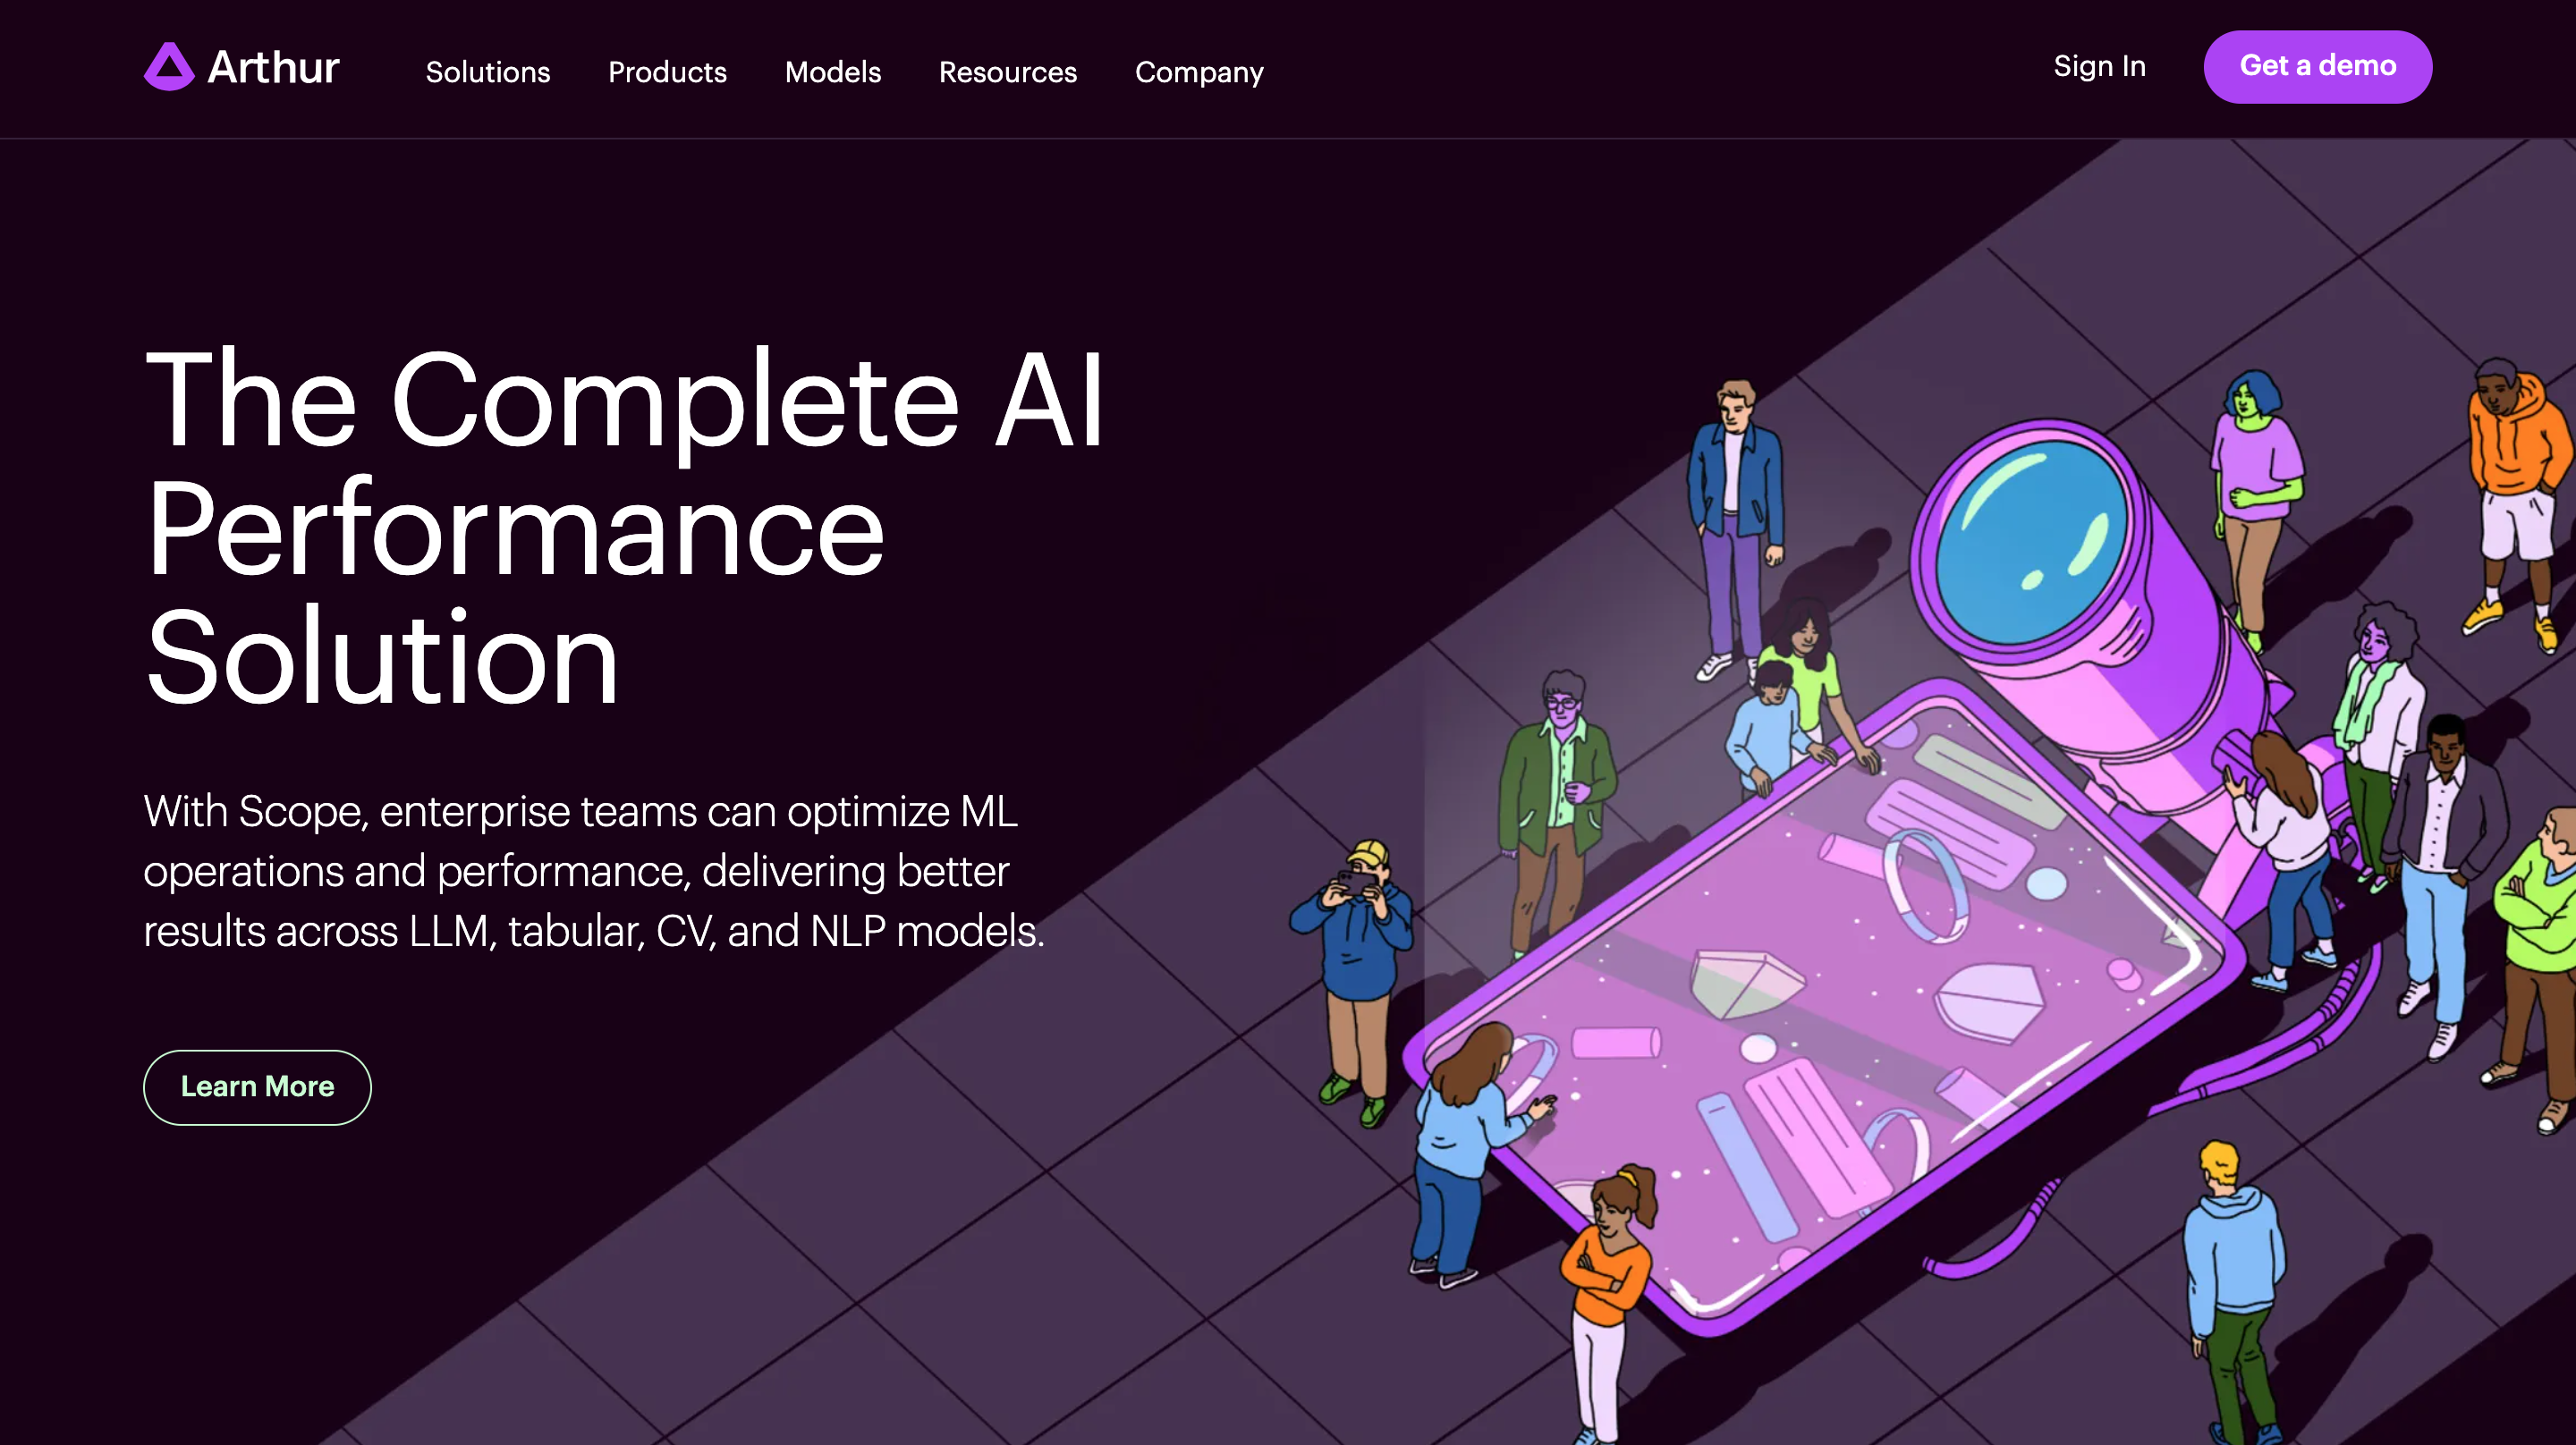 Arthur
Solutions
Products
Models
Resources
Company
Sign In
Get a demo
The Complete AI
Performance
Solution
With Scope, enterprise teams can optimize ML
operations and performance, delivering better
results across LLM, tabular, CV, and NLP models.
Learn More